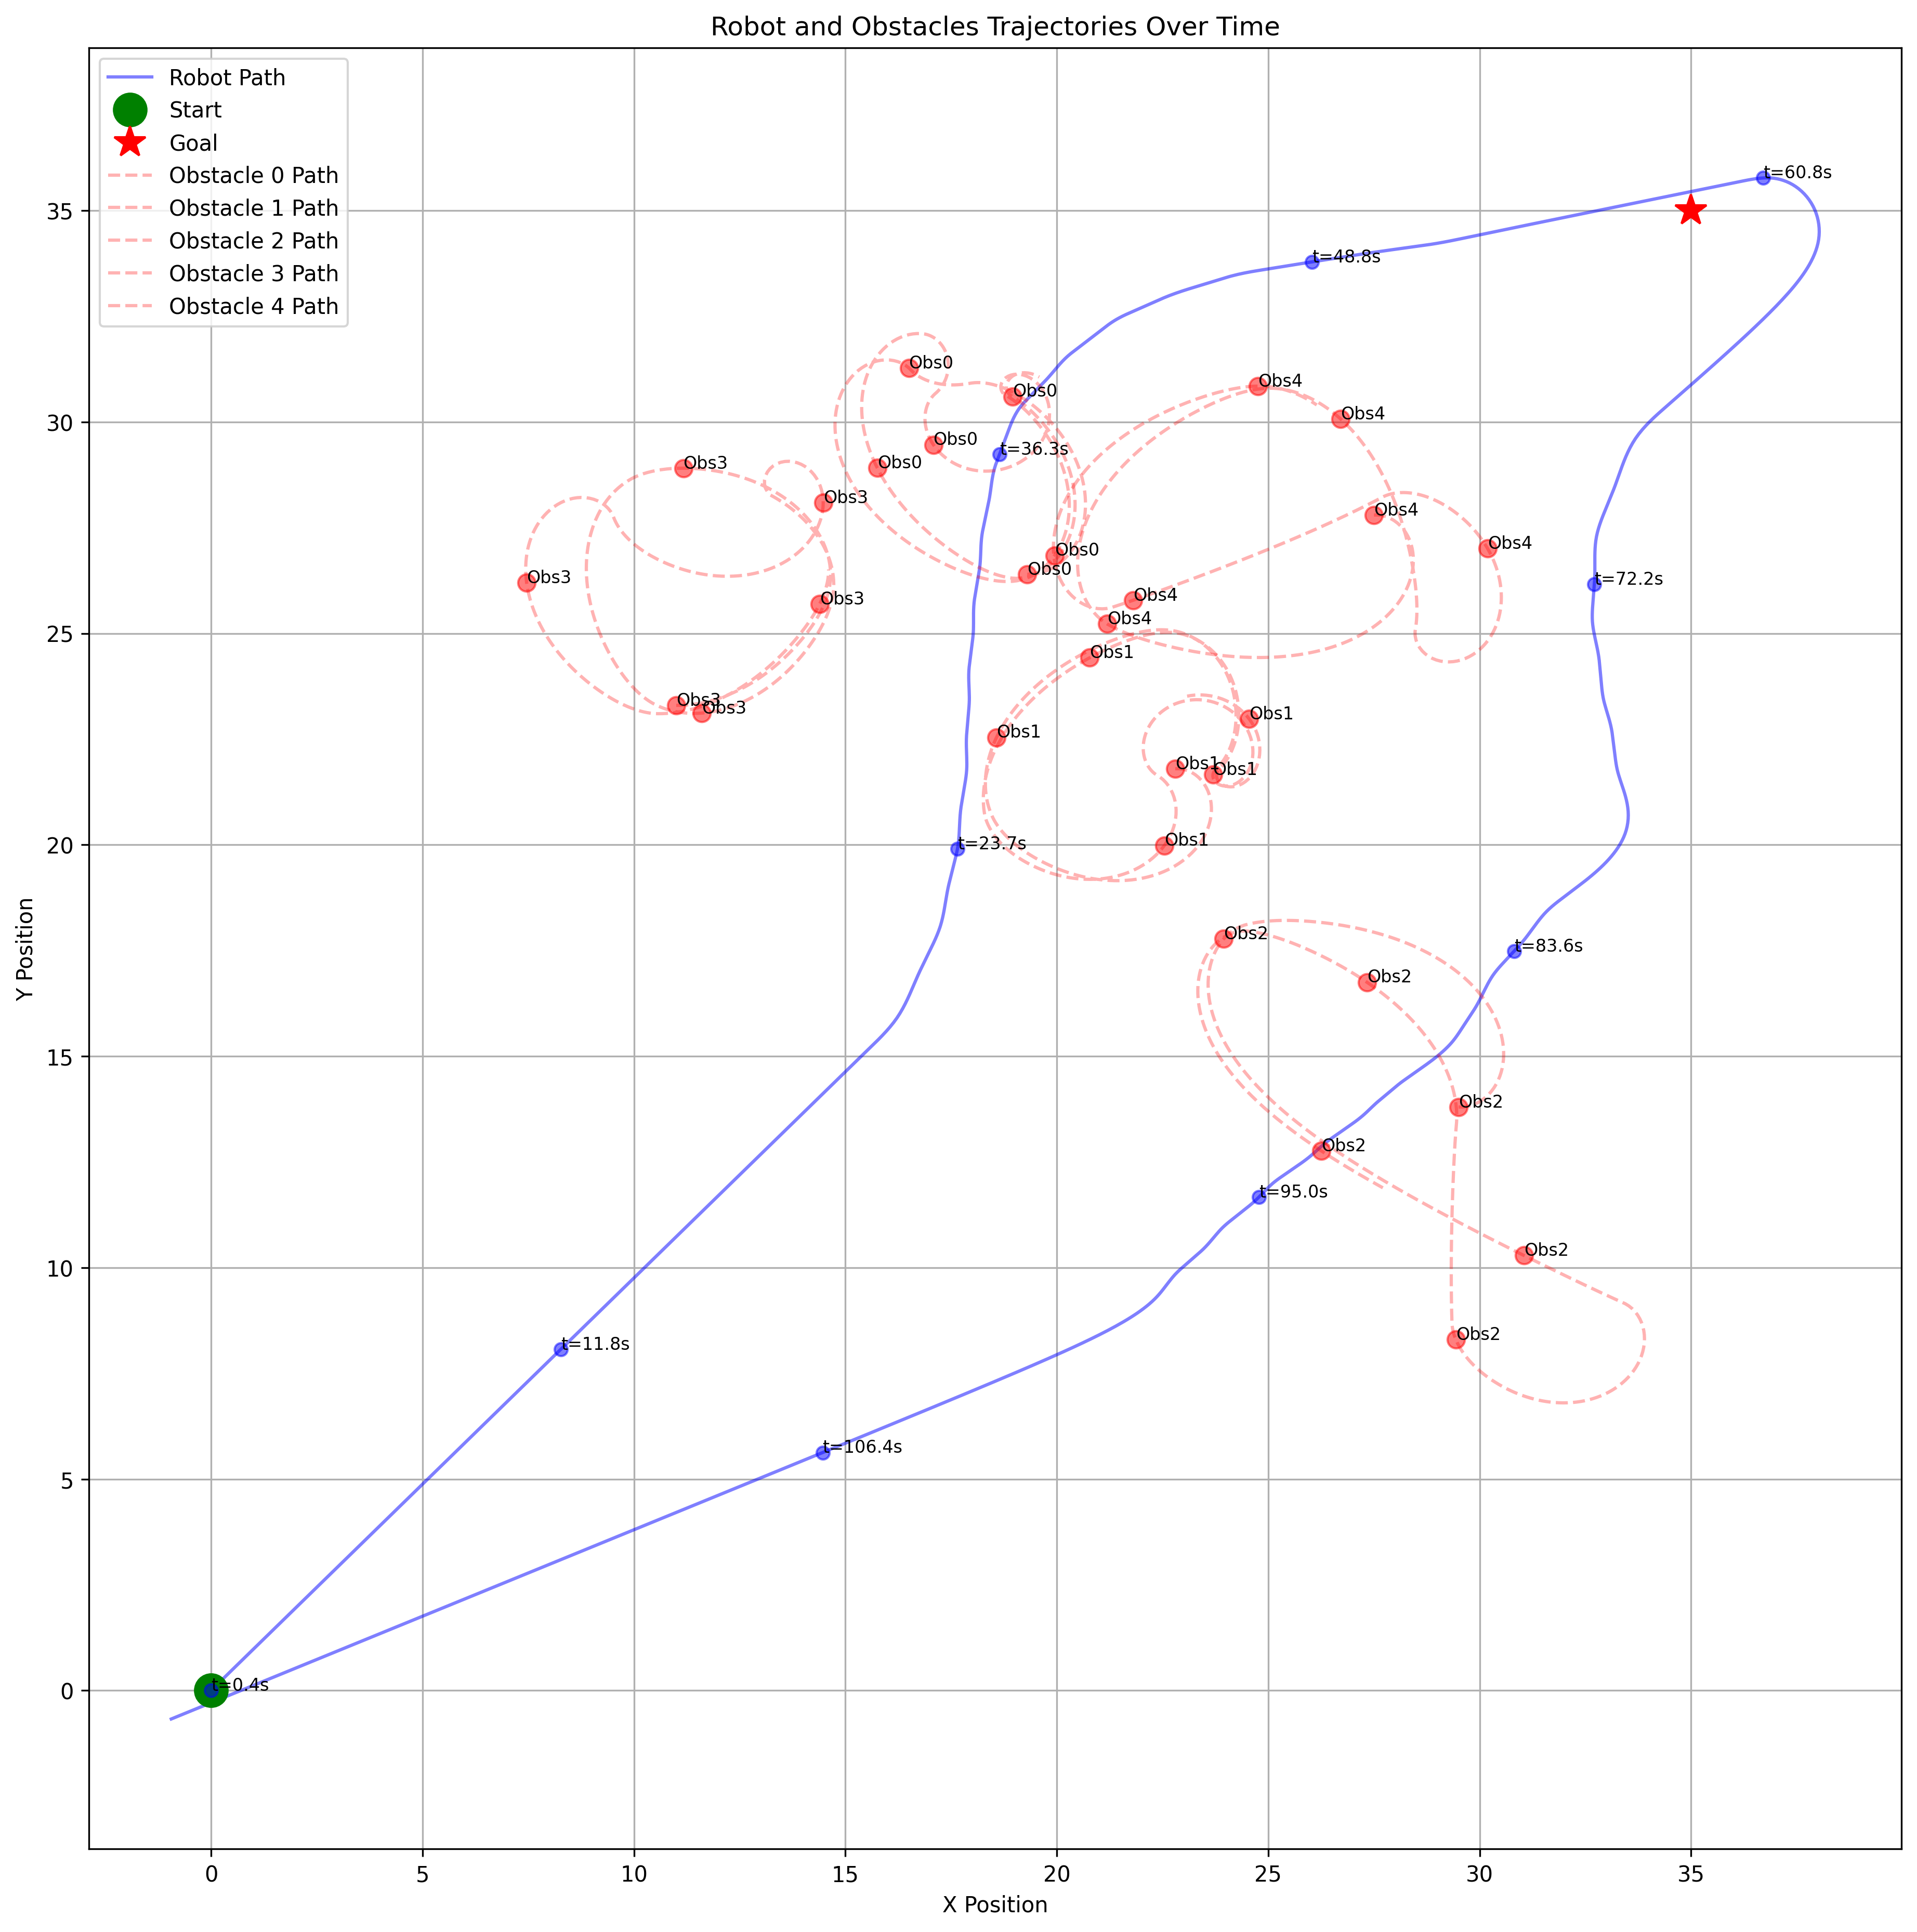 Robot and Obstacles Trajectories Over Time
Robot Path
Start
Goal
Obstacle 0 Path
Obstacle 1 Path
Obstacle 2 Path
Obstacle 3 Path
Obstacle 4 Path
t=60.8s
t=48.8s
Obs0
Obs4
Obs0
Obs4
Obs0
t=36.3s
Obs3
Obs0
Obs3
Obs4
Obs4
Obs0
Obs0
t=72.2s
Obs3
Obs3
Obs4
Obs4
Obs1
Obs3
Obs3
Obs1
Obs1
Obs1
Obs1
t=23.7s
Obs1
Obs2
t=83.6s
Obs2
Obs2
Obs2
t=95.0s
Obs2
t=11.8s
Obs2
t=106.4s
t=0.4s
35
30
25
20
15
10
5
0
Y Position
0 5 10 15 20 25 30 35
X Position